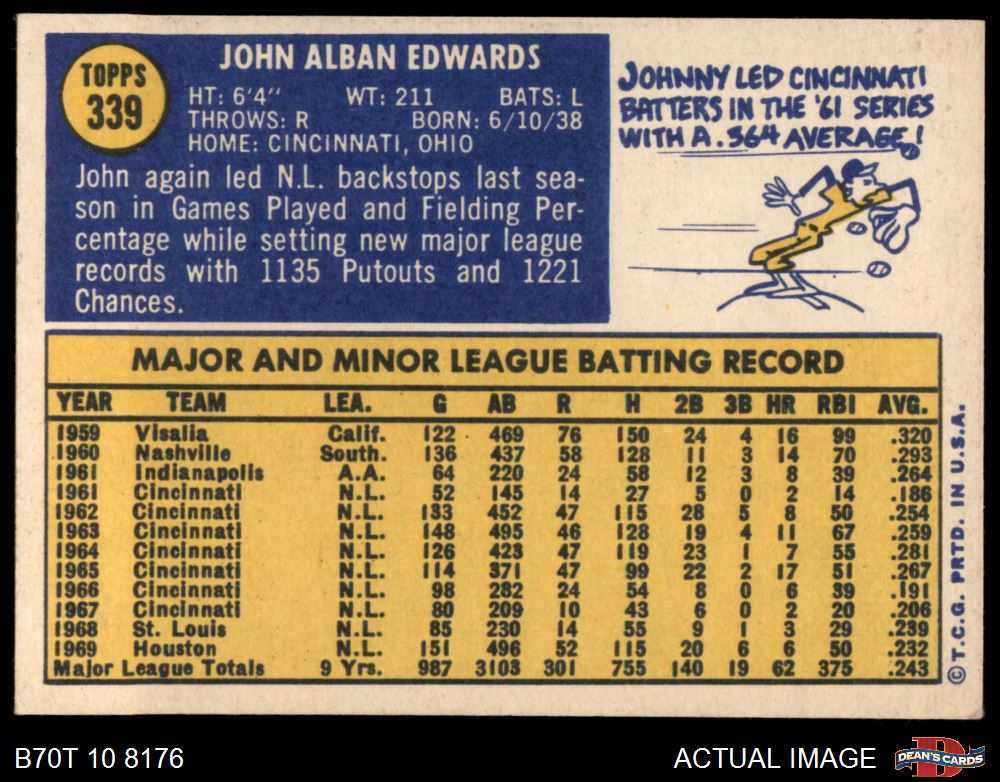 TOPPS
339
JOHN ALBAN EDWARDS
HT: 6'4" WT: 211 BATS: L
THROWS: R BORN: 6/10/38
HOME: CINCINNATI, OHIO
John again led N.L. backstops last sea-
son in Games Played and Fielding Per-
centage while setting new major league
records with 1135 Putouts and 1221
Chances.
JOHNNY LED CINCINNATI
BATTERS IN THE '61 SERIES
WITH A .364 AVERAGE!
MAJOR AND MINOR LEAGUE BATTING RECORD
YEAR TEAM LEA. G AB R H 2B 3B HR RBI AVG.
1959 Visalia Calif. 122 469 76 150 24 4 16 99 .320
1960 Nashville South. 136 437 58 128 11 3 14 70 .293
1961 Indianapolis A.A. 64 220 24 58 12 3 8 39 .264
1961 Cincinnati N.L. 52 145 14 27 5 0 2 14 .186
1962 Cincinnati N.L. 133 452 47 115 28 5 8 50 .254
1963 Cincinnati N.L. 148 495 46 128 19 4 11 67 .259
1964 Cincinnati N.L. 126 423 47 119 23 1 7 55 .281
1965 Cincinnati N.L. 114 371 47 99 22 2 17 51 .267
1966 Cincinnati N.L. 98 282 24 54 8 0 6 39 .191
1967 Cincinnati N.L. 80 209 10 43 6 0 2 20 .206
1968 St. Louis N.L. 85 230 14 55 9 1 3 29 .239
1969 Houston N.L. 151 496 52 115 20 6 6 50 .232
Major League Totals 9 Yrs. 987 3103 301 755 140 19 62 375 .243
©T.C.G. PRTD. IN U.S.A.
B70T 10 8176
ACTUAL IMAGE
D
DEAN'S CARDS